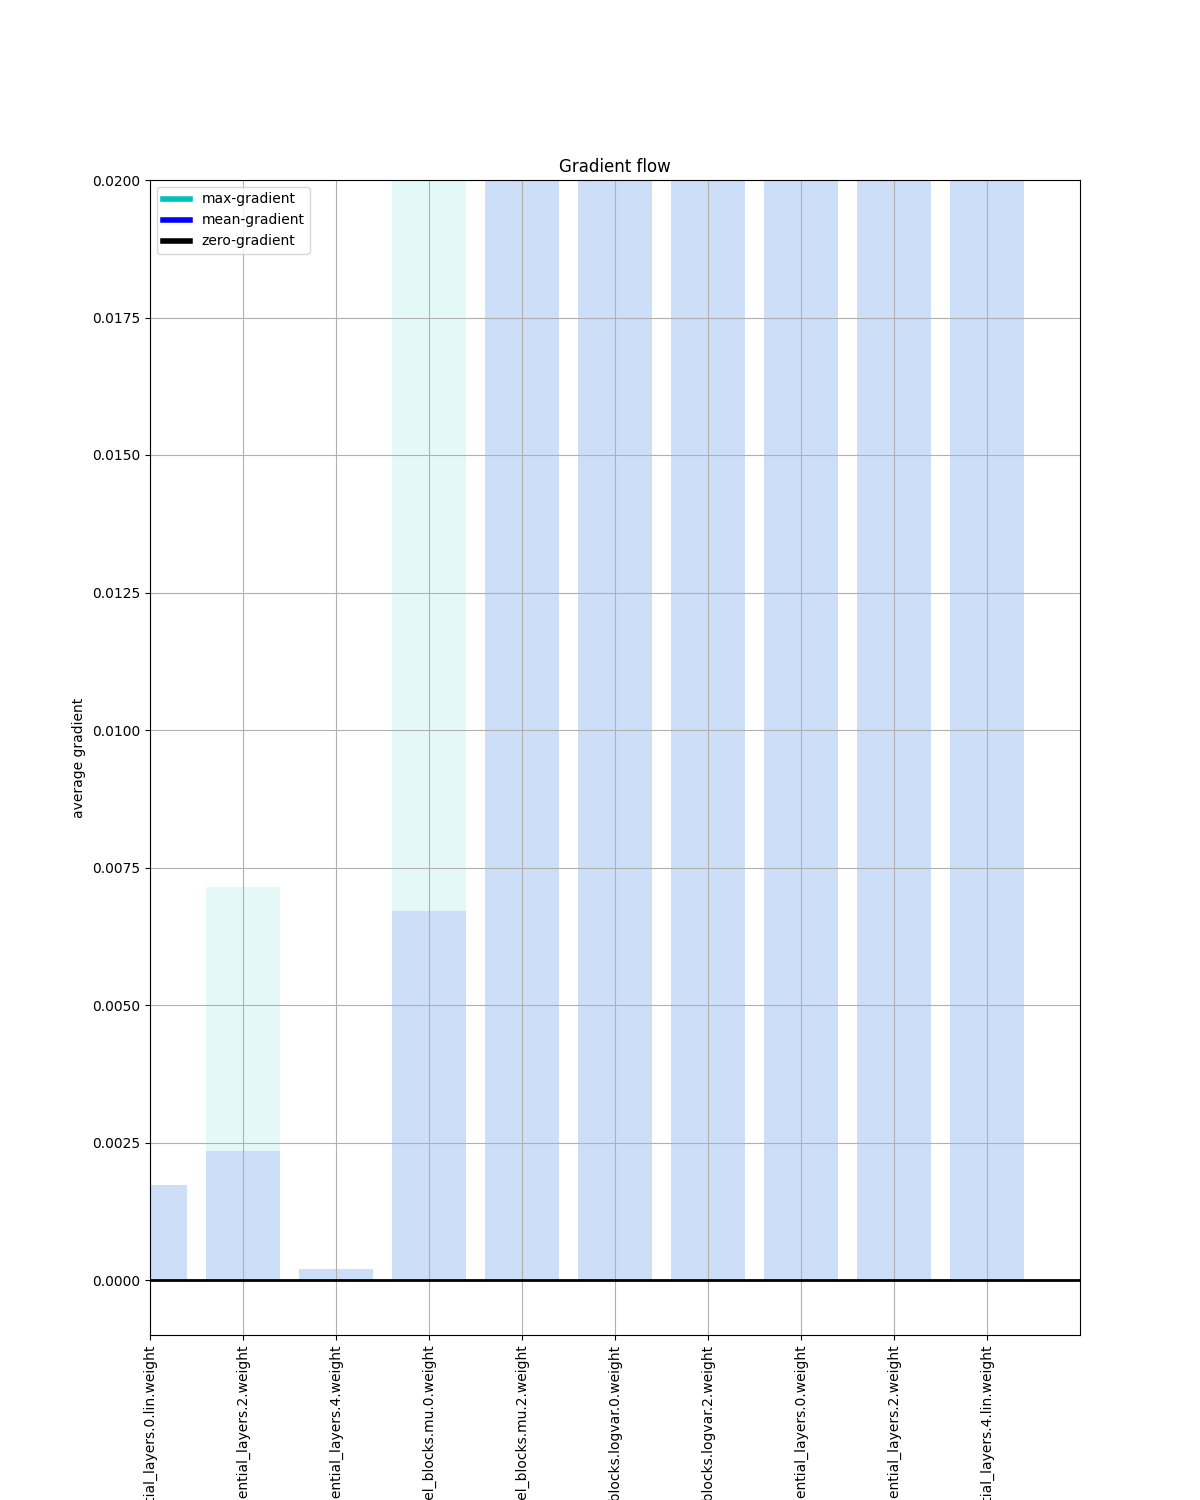 Gradient flow
max-gradient
mean-gradient
zero-gradient
0.0200
0.0175
0.0150
0.0125
0.0100
0.0075
0.0050
0.0025
0.0000
average gradient
tial_layers.0.lin.weight
ential_layers.2.weight
ential_layers.4.weight
el_blocks.mu.0.weight
el_blocks.mu.2.weight
blocks.logvar.0.weight
blocks.logvar.2.weight
ential_layers.0.weight
ential_layers.2.weight
tial_layers.4.lin.weight